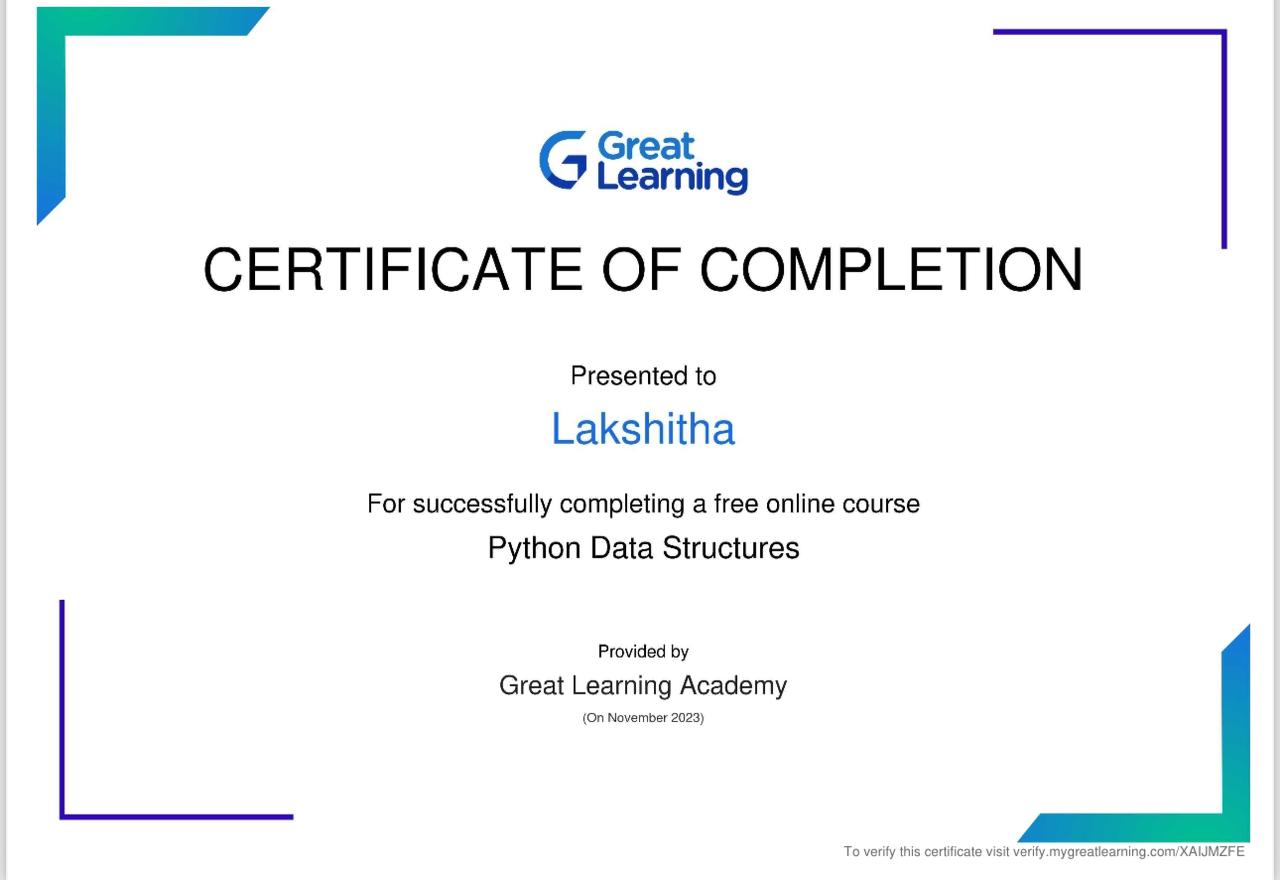 Great
Learning
CERTIFICATE OF COMPLETION
Presented to
Lakshitha
For successfully completing a free online course
Python Data Structures
Provided by
Great Learning Academy
(On November 2023)
To verify this certificate visit verify.mygreatlearning.com/XAIJMZFE